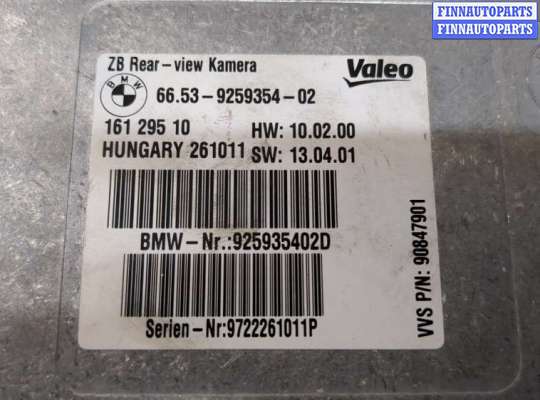 FINNAUTOPARTS
FINNAUTOPARTS
ZB Rear-view Kamera
Valeo
BMW
66.53-9259354-02
161 295 10 HW: 10.02.00
HUNGARY 261011 SW: 13.04.01
BMW-Nr.:925935402D
Serien-Nr:9722261011P
VVS P/N: 90847901